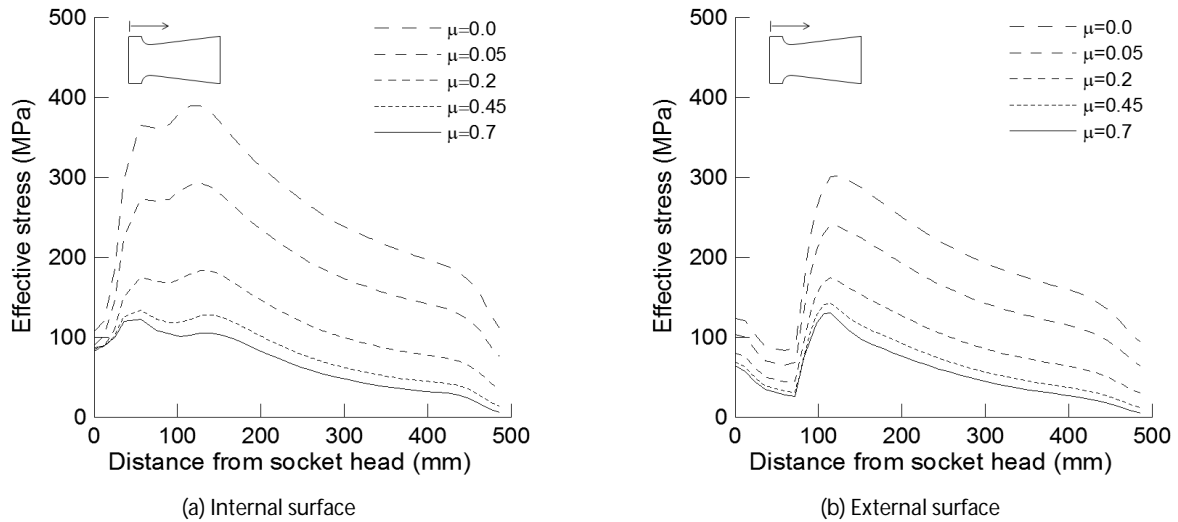 500
400
300
200
100
0
Effective stress (MPa)
μ=0.0
μ=0.05
μ=0.2
μ=0.45
μ=0.7
0 100 200 300 400 500
Distance from socket head (mm)
(a) Internal surface
500
400
300
200
100
0
Effective stress (MPa)
μ=0.0
μ=0.05
μ=0.2
μ=0.45
μ=0.7
0 100 200 300 400 500
Distance from socket head (mm)
(b) External surface